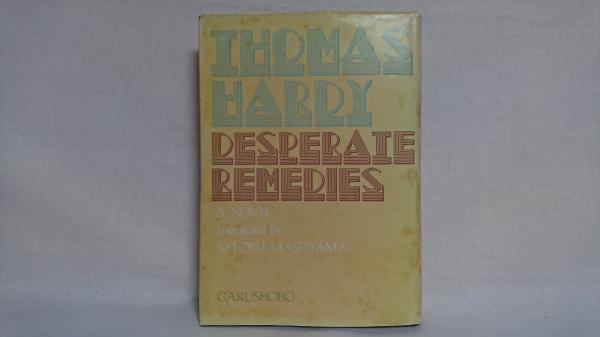 THOMAS
HARDY
DESPERATE
REMEDIES
A NOVEL
translated by
SATORU MASUYAMA
GAKUSHOBO